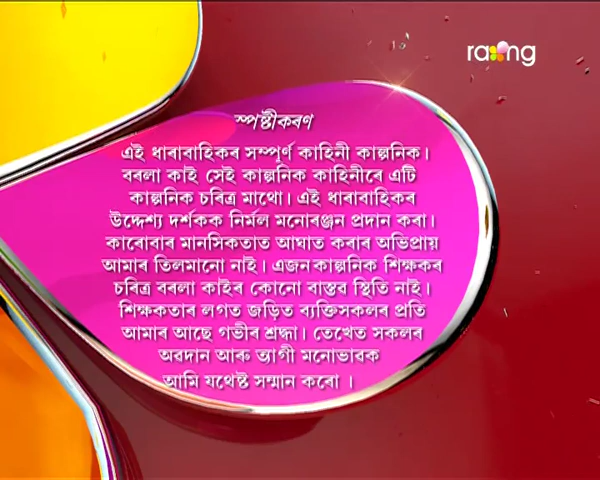 rang
স্পষ্টীকৰণ
এই ধাৰাবাহিকৰ সম্পূৰ্ণ কাহিনী কাল্পনিক।
বৰলা কাই সেই কাল্পনিক কাহিনীৰে এটি
কাল্পনিক চৰিত্ৰ মাথো। এই ধাৰাবাহিকৰ
উদ্দেশ্য দৰ্শকক নিৰ্মল মনোৰঞ্জন প্ৰদান কৰা।
কাৰোবাৰ মানসিকতাত আঘাত কৰাৰ অভিপ্ৰায়
আমাৰ তিলমানো নাই। এজন কাল্পনিক শিক্ষকৰ
চৰিত্ৰ বৰলা কাইৰ কোনো বাস্তৱ স্থিতি নাই।
শিক্ষকতাৰ লগত জড়িত ব্যক্তিসকলৰ প্ৰতি
আমাৰ আছে গভীৰ শ্ৰদ্ধা। তেখেত সকলৰ
অৱদান আৰু ত্যাগী মনোভাবক
আমি যথেষ্ট সন্মান কৰো ।